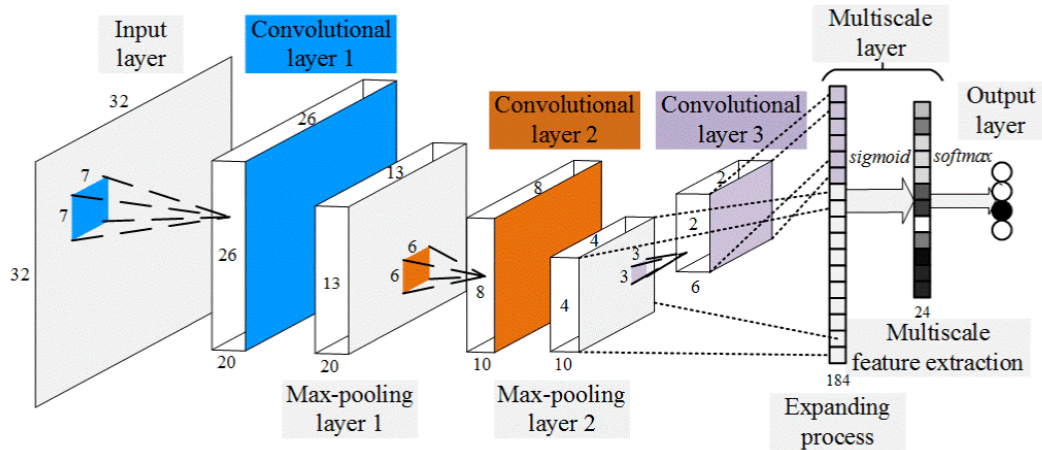 Input
layer
32
32
7
7
Convolutional
layer 1
26
26
20
13
13
20
Max-pooling
layer 1
6
6
Convolutional
layer 2
8
8
10
4
4
10
Max-pooling
layer 2
3
3
Convolutional
layer 3
2
2
6
Multiscale
layer
sigmoid
softmax
184
24
Expanding
process
Multiscale
feature extraction
Output
layer